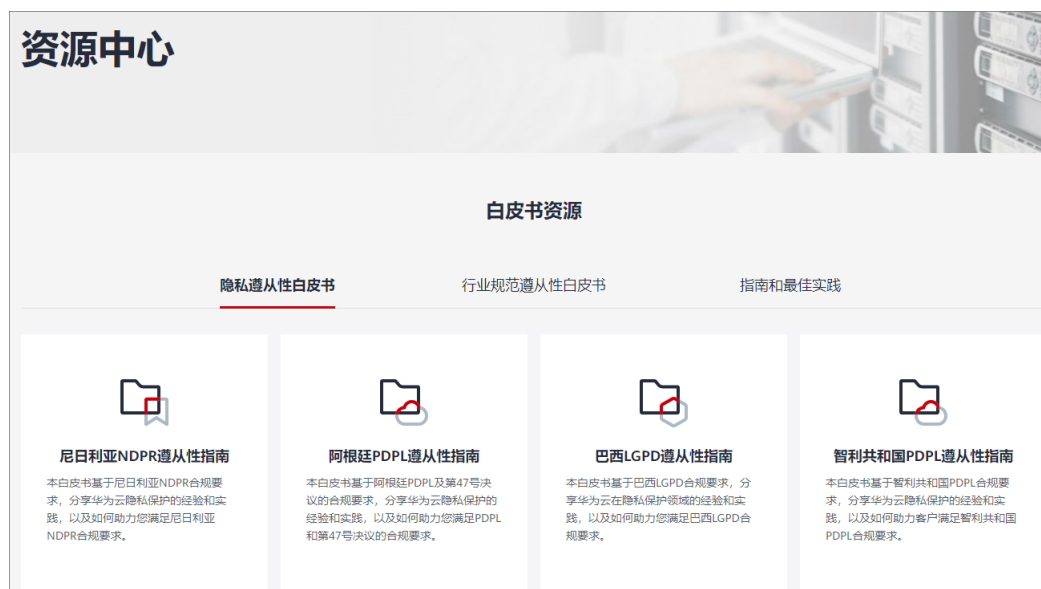 资源中心
白皮书资源
隐私遵从性白皮书
行业规范遵从性白皮书
指南和最佳实践
尼日利亚NDPR遵从性指南
本白皮书基于尼日利亚NDPR合规要
求，分享华为云隐私保护的经验和实
践，以及如何助力您满足尼日利亚
NDPR合规要求。
阿根廷PDPL遵从性指南
本白皮书基于阿根廷PDPL及第47号决
议的合规要求，分享华为云隐私保护的
经验和实践，以及如何助力您满足PDPL
和第47号决议的合规要求。
巴西LGPD遵从性指南
本白皮书基于巴西LGPD合规要求，分
享华为云在隐私保护领域的经验和实
践，以及如何助力您满足巴西LGPD合
规要求。
智利共和国PDPL遵从性指南
本白皮书基于智利共和国PDPL合规要
求，分享华为云隐私保护的经验和实
践，以及如何助力客户满足智利共和国
PDPL合规要求。